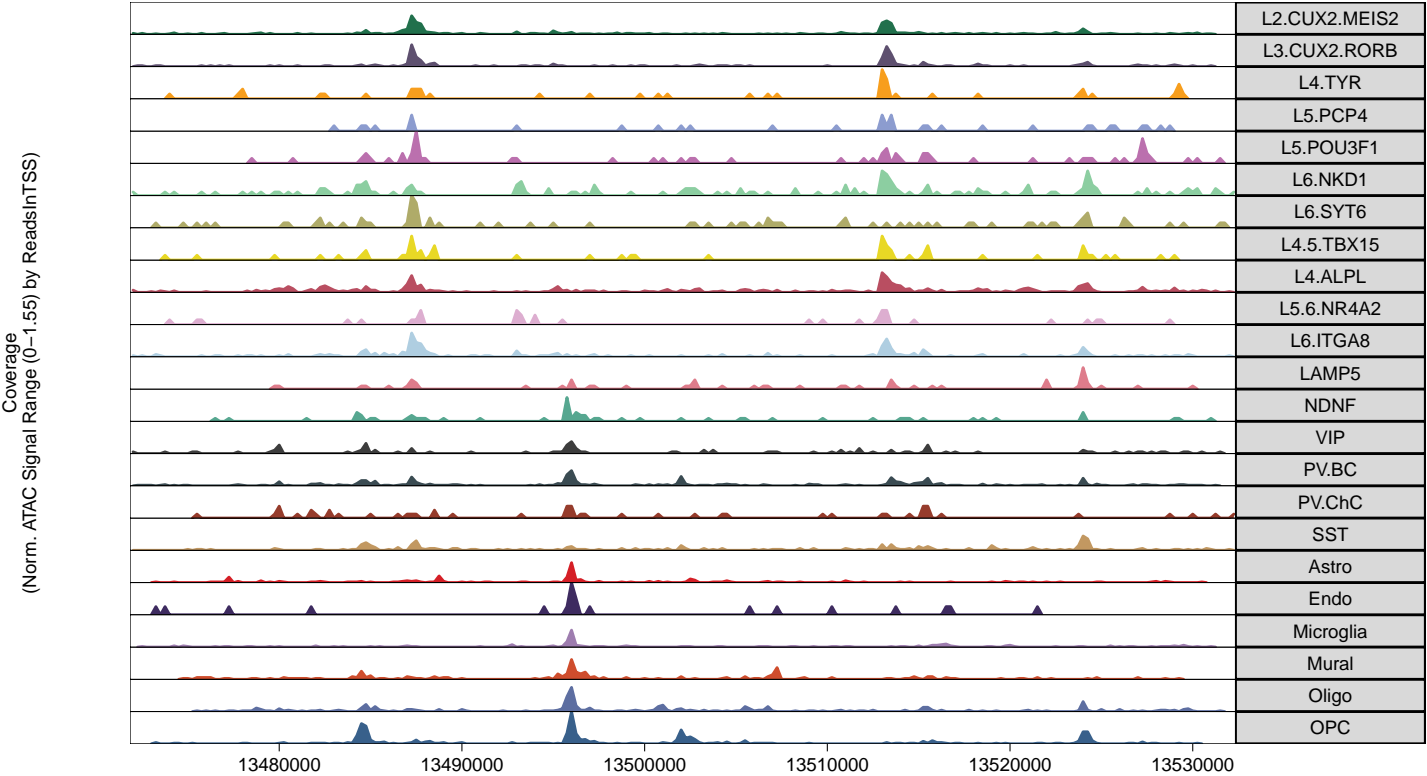 Coverage
(Norm. ATAC Signal Range (0−1.55) by ReadsInTSS)
L2.CUX2.MEIS2
L3.CUX2.RORB
L4.TYR
L5.PCP4
L5.POU3F1
L6.NKD1
L6.SYT6
L4.5.TBX15
L4.ALPL
L5.6.NR4A2
L6.ITGA8
LAMP5
NDNF
VIP
PV.BC
PV.ChC
SST
Astro
Endo
Microglia
Mural
Oligo
OPC
13480000 13490000 13500000 13510000 13520000 13530000